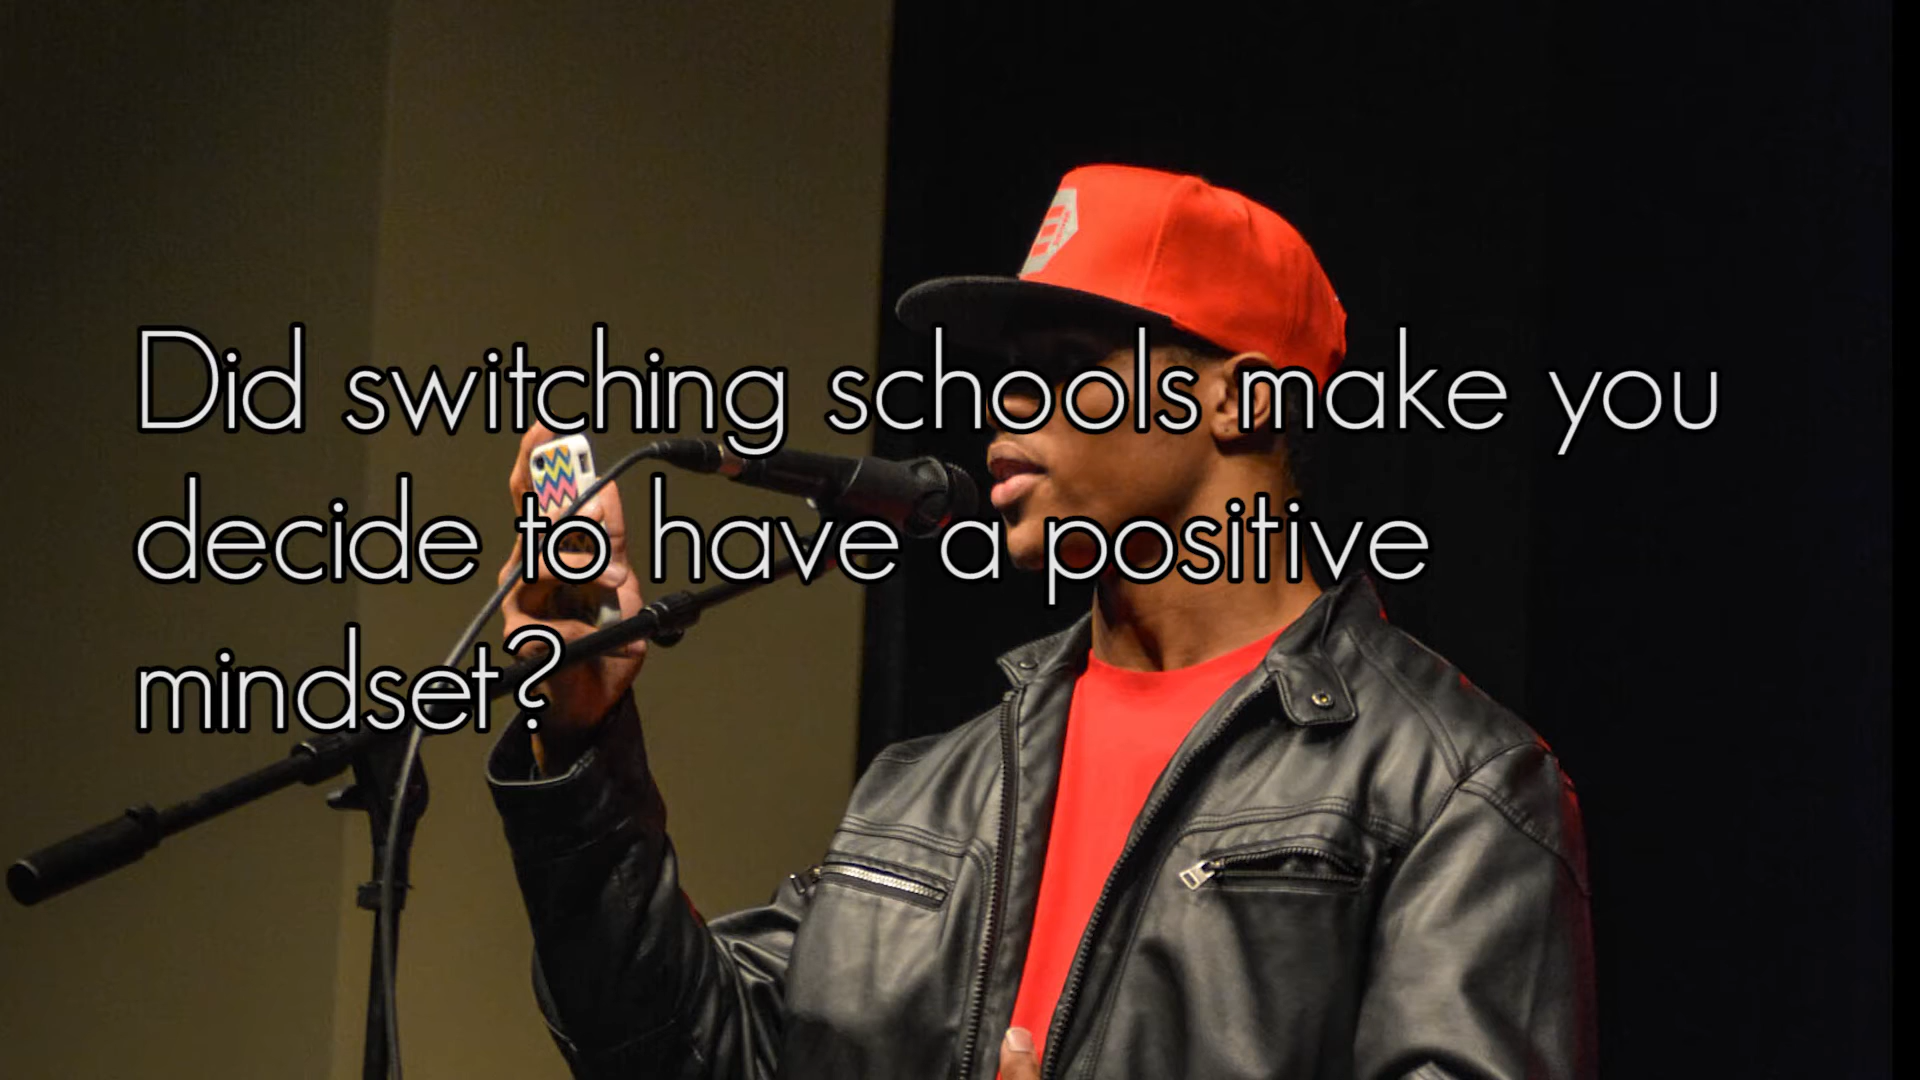 Did switching schools make you
decide to have a positive
mindset?